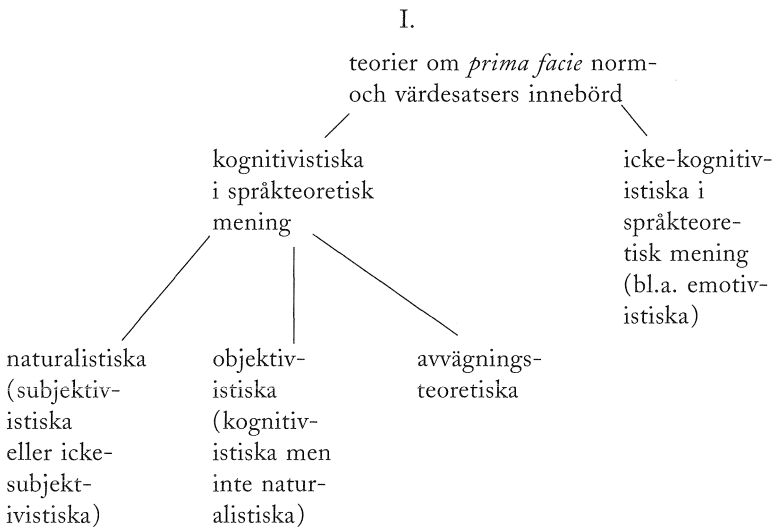 I.
teorier om prima facie norm-
och värdesatsers innebörd
kognitivistiska
i språkteoretisk
mening
icke-kognitiv-
istiska i
språkteore-
tisk mening
(bl.a. emotiv-
istiska)
naturalistiska
(subjektiv-
istiska
eller icke-
subjekt-
ivistiska)
objektiv-
istiska
(kognitiv-
istiska men
inte natur-
alistiska)
avvägnings-
teoretiska